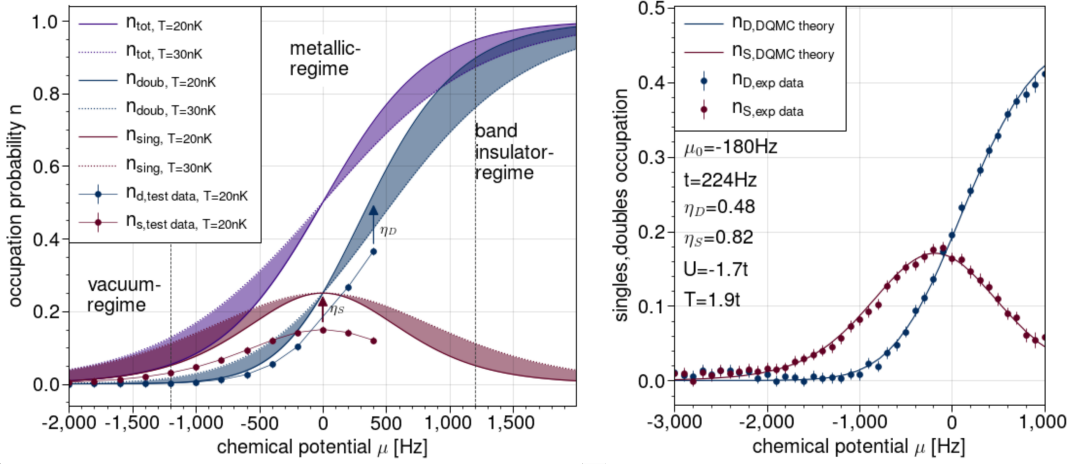 occupation probability n
1.0
0.8
0.6
0.4
0.2
0.0
n_tot, T=20nK
n_tot, T=30nK
n_doub, T=20nK
n_doub, T=30nK
n_sing, T=20nK
n_sing, T=30nK
n_d,test data, T=20nK
n_s,test data, T=20nK
metallic-
regime
band
insulator-
regime
vacuum-
regime
η_D
η_S
-2,000 -1,500 -1,000 -500 0 500 1,000 1,500
chemical potential μ [Hz]
singles,doubles occupation
0.5
0.4
0.3
0.2
0.1
0.0
n_D,DQMC theory
n_S,DQMC theory
n_D,exp data
n_S,exp data
μ₀=-180Hz
t=224Hz
η_D=0.48
η_S=0.82
U=-1.7t
T=1.9t
-3,000 -2,000 -1,000 0 1,000
chemical potential μ [Hz]